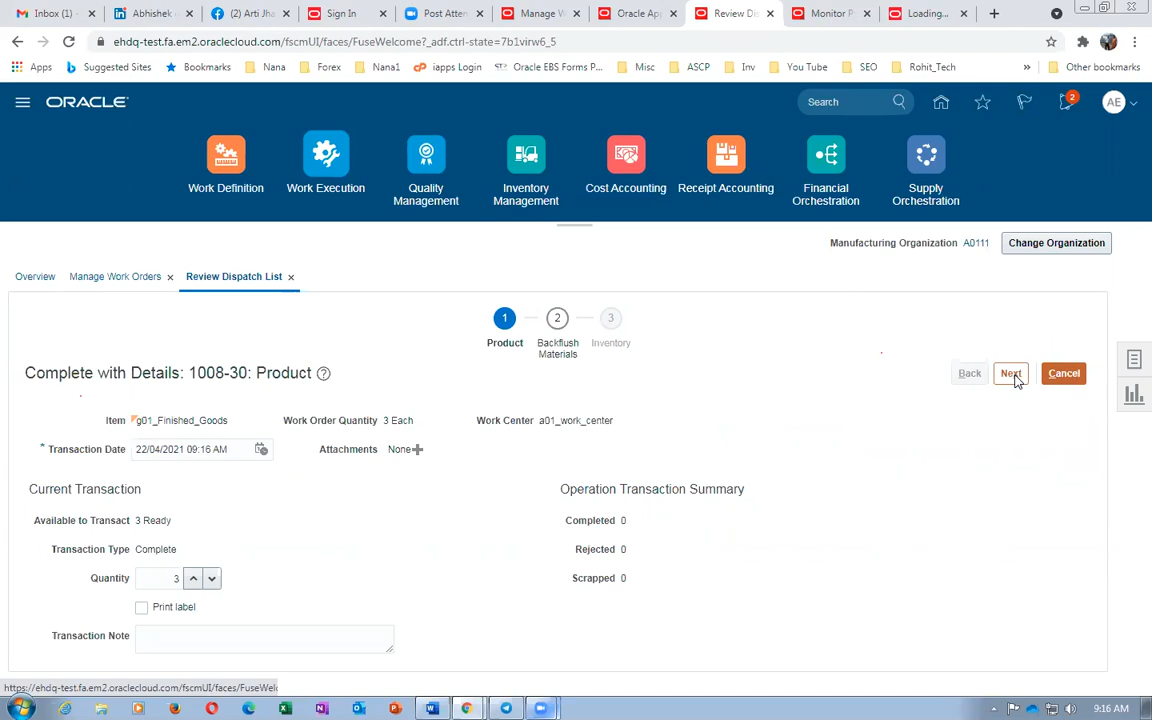 Inbox (1) -
Abhishek
(2) Arti Jha
Sign In
Post Atten
Manage W
Oracle Ap
Review Dis
Monitor P
Loading...
ehdq-test.fa.em2.oraclecloud.com/fscmUI/faces/FuseWelcome?_adf.ctrl-state=7b1virw6_5
Apps
Suggested Sites
Bookmarks
Nana
Forex
Nana1
iapps Login
Oracle EBS Forms P...
Misc
ASCP
Inv
You Tube
SEO
Rohit_Tech
»
Other bookmarks
ORACLE
Search
2
AE
Work Definition
Work Execution
Quality
Management
Inventory
Management
Cost Accounting
Receipt Accounting
Financial
Orchestration
Supply
Orchestration
Manufacturing Organization A0111
Change Organization
Overview
Manage Work Orders
Review Dispatch List
1
2
3
Product
Backflush
Materials
Inventory
Complete with Details: 1008-30: Product
Back
Next
Cancel
Item g01_Finished_Goods
Work Order Quantity 3 Each
Work Center a01_work_center
* Transaction Date 22/04/2021 09:16 AM
Attachments None
Current Transaction
Operation Transaction Summary
Available to Transact 3 Ready
Completed 0
Transaction Type Complete
Rejected 0
Quantity 3
Scrapped 0
Print label
Transaction Note
https://ehdq-test.fa.em2.oraclecloud.com/fscmUI/faces/FuseWelc
9:16 AM